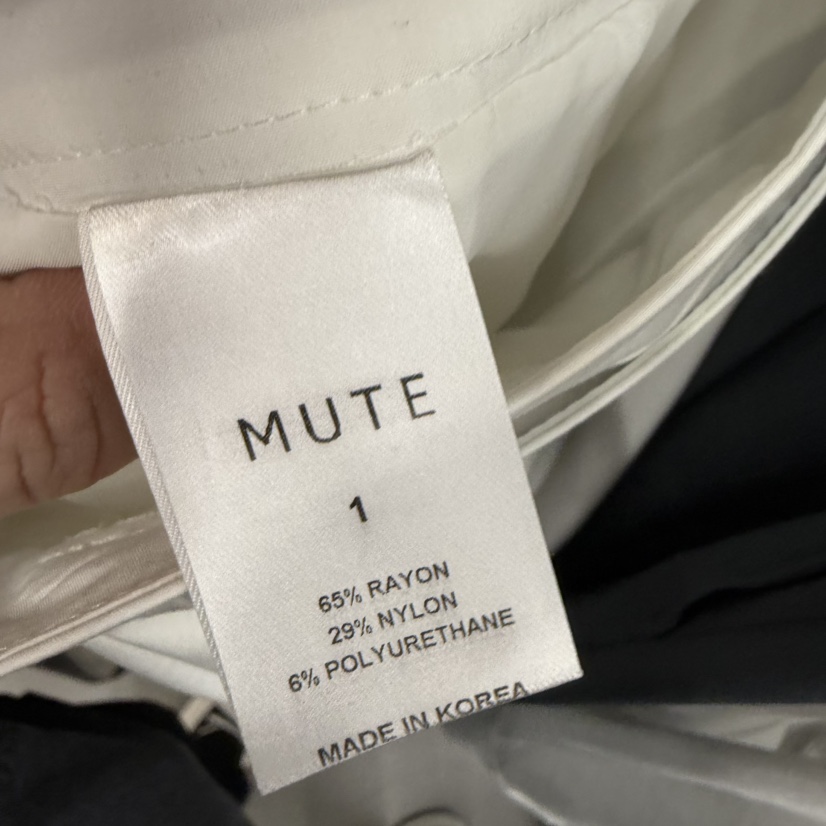 MUTE
1
65% RAYON
29% NYLON
6% POLYURETHANE
MADE IN KOREA